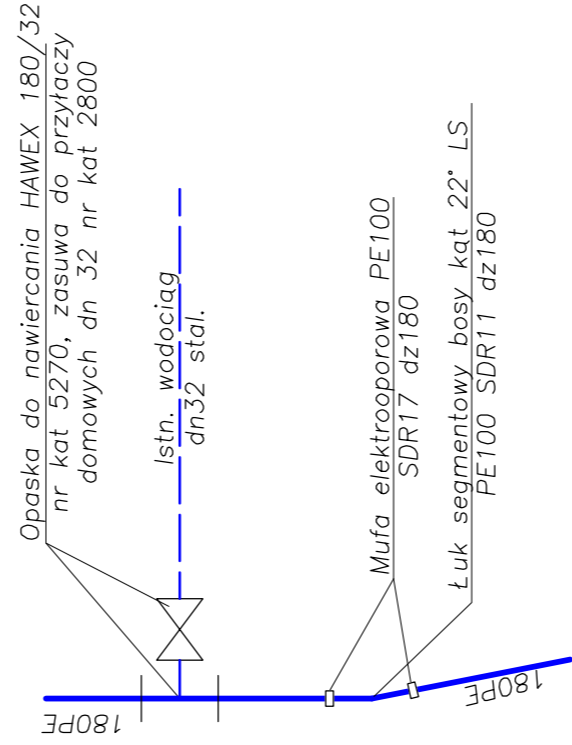 Opaska do nawiercania HAWEX 180/32
nr kat 5270, zasuwa do przyłączy
domowych dn 32 nr kat 2800
Istn. wodociąg
dn32 stal.
Mufa elektrooporowa PE100
SDR17 dz180
Łuk segmentowy bosy kąt 22° LS
PE100 SDR11 dz180
180PE
180PE